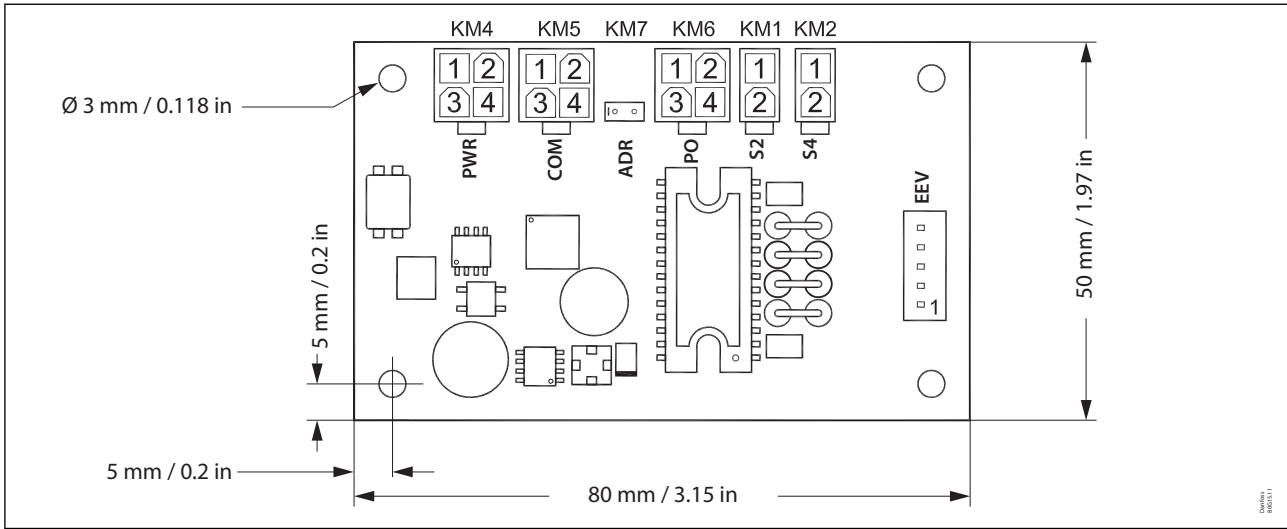 KM4 KM5 KM7 KM6 KM1 KM2
1 2 1 2 1 2 1 1
3 4 3 4 3 4 2 2
Ø 3 mm / 0.118 in
PWR
COM
ADR
PO
S2
S4
EEV
1
5 mm / 0.2 in
50 mm / 1.97 in
5 mm / 0.2 in
80 mm / 3.15 in
Danfoss
80G1511